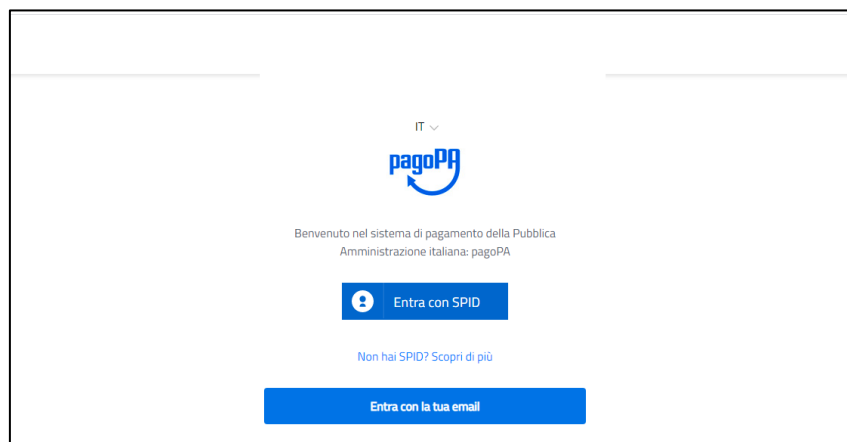 IT
pagoPA
Benvenuto nel sistema di pagamento della Pubblica
Amministrazione italiana: pagoPA
Entra con SPID
Non hai SPID? Scopri di più
Entra con la tua email